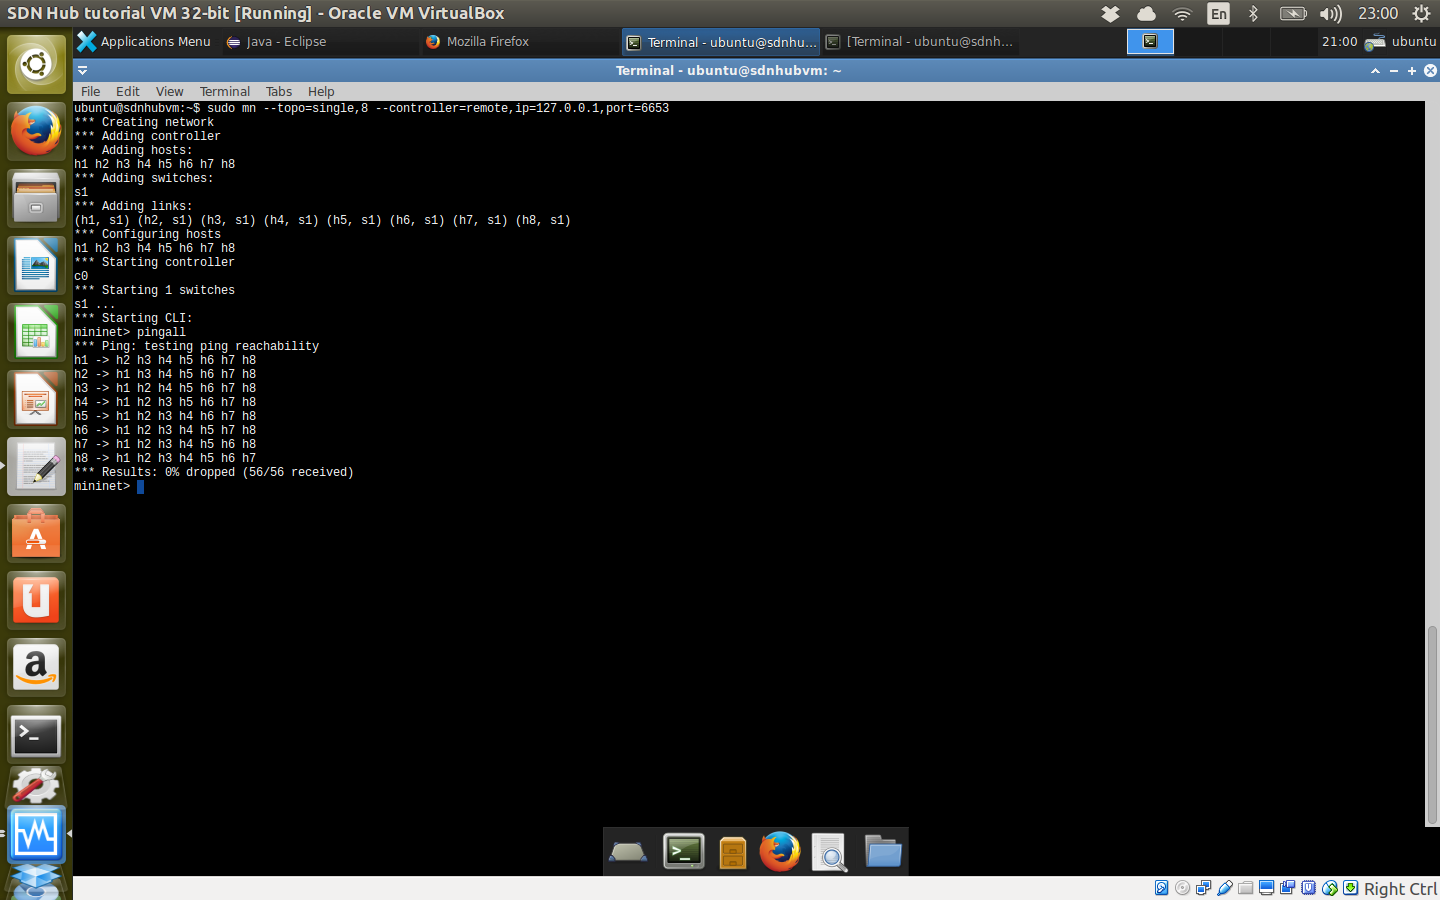 SDN Hub tutorial VM 32-bit [Running] - Oracle VM VirtualBox
En
23:00
Applications Menu
Java - Eclipse
Mozilla Firefox
Terminal - ubuntu@sdnhu...
[Terminal - ubuntu@sdnh...
21:00
ubuntu
Terminal - ubuntu@sdnhubvm: ~
File Edit View Terminal Tabs Help
ubuntu@sdnhubvm:~$ sudo mn --topo=single,8 --controller=remote,ip=127.0.0.1,port=6653
*** Creating network
*** Adding controller
*** Adding hosts:
h1 h2 h3 h4 h5 h6 h7 h8
*** Adding switches:
s1
*** Adding links:
(h1, s1) (h2, s1) (h3, s1) (h4, s1) (h5, s1) (h6, s1) (h7, s1) (h8, s1)
*** Configuring hosts
h1 h2 h3 h4 h5 h6 h7 h8
*** Starting controller
c0
*** Starting 1 switches
s1 ...
*** Starting CLI:
mininet> pingall
*** Ping: testing ping reachability
h1 -> h2 h3 h4 h5 h6 h7 h8
h2 -> h1 h3 h4 h5 h6 h7 h8
h3 -> h1 h2 h4 h5 h6 h7 h8
h4 -> h1 h2 h3 h5 h6 h7 h8
h5 -> h1 h2 h3 h4 h6 h7 h8
h6 -> h1 h2 h3 h4 h5 h7 h8
h7 -> h1 h2 h3 h4 h5 h6 h8
h8 -> h1 h2 h3 h4 h5 h6 h7
*** Results: 0% dropped (56/56 received)
mininet>
Right Ctrl